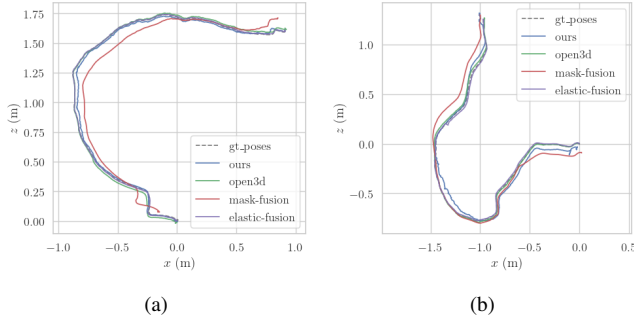 1.75
1.50
1.25
1.00
0.75
0.50
0.25
0.00
z (m)
gt_poses
ours
open3d
mask-fusion
elastic-fusion
−1.0 −0.5 0.0 0.5 1.0
x (m)
(a)
1.0
0.5
0.0
−0.5
z (m)
gt_poses
ours
open3d
mask-fusion
elastic-fusion
−1.5 −1.0 −0.5 0.0 0.5
x (m)
(b)